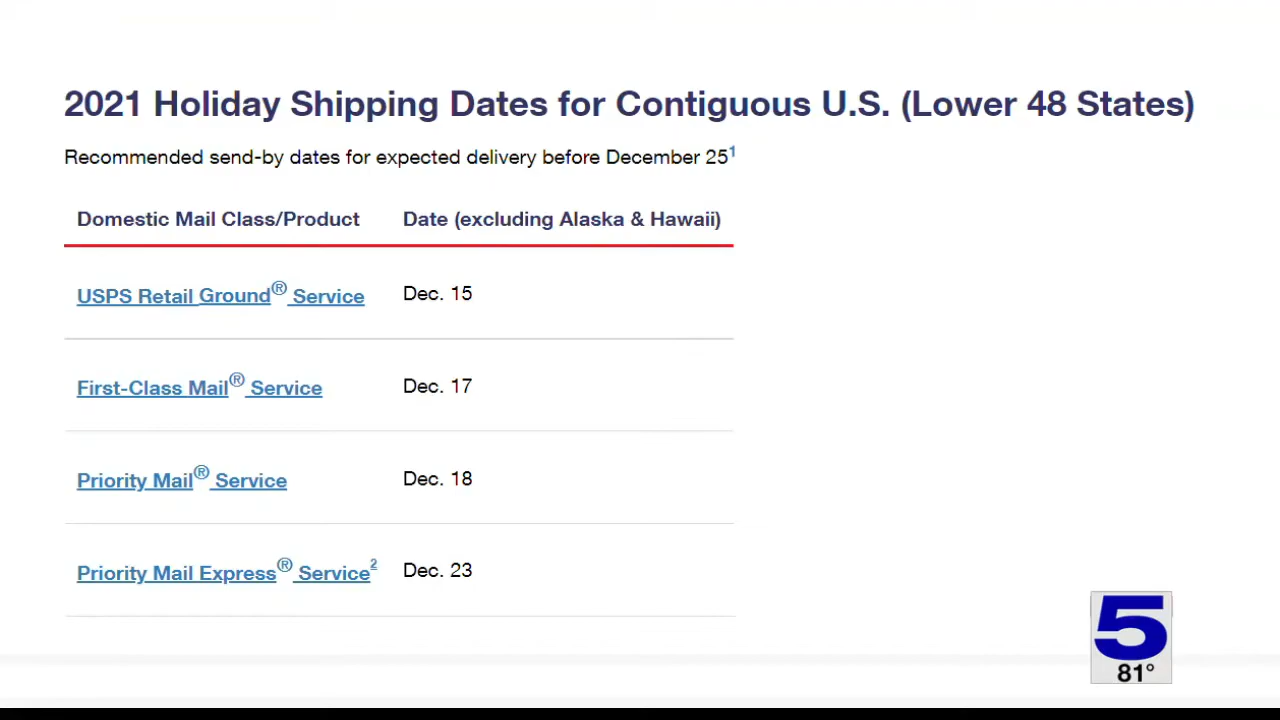 2021 Holiday Shipping Dates for Contiguous U.S. (Lower 48 States)
Recommended send-by dates for expected delivery before December 25¹
Domestic Mail Class/Product Date (excluding Alaska & Hawaii)
USPS Retail Ground® Service Dec. 15
First-Class Mail® Service Dec. 17
Priority Mail® Service Dec. 18
Priority Mail Express® Service² Dec. 23
5
81°